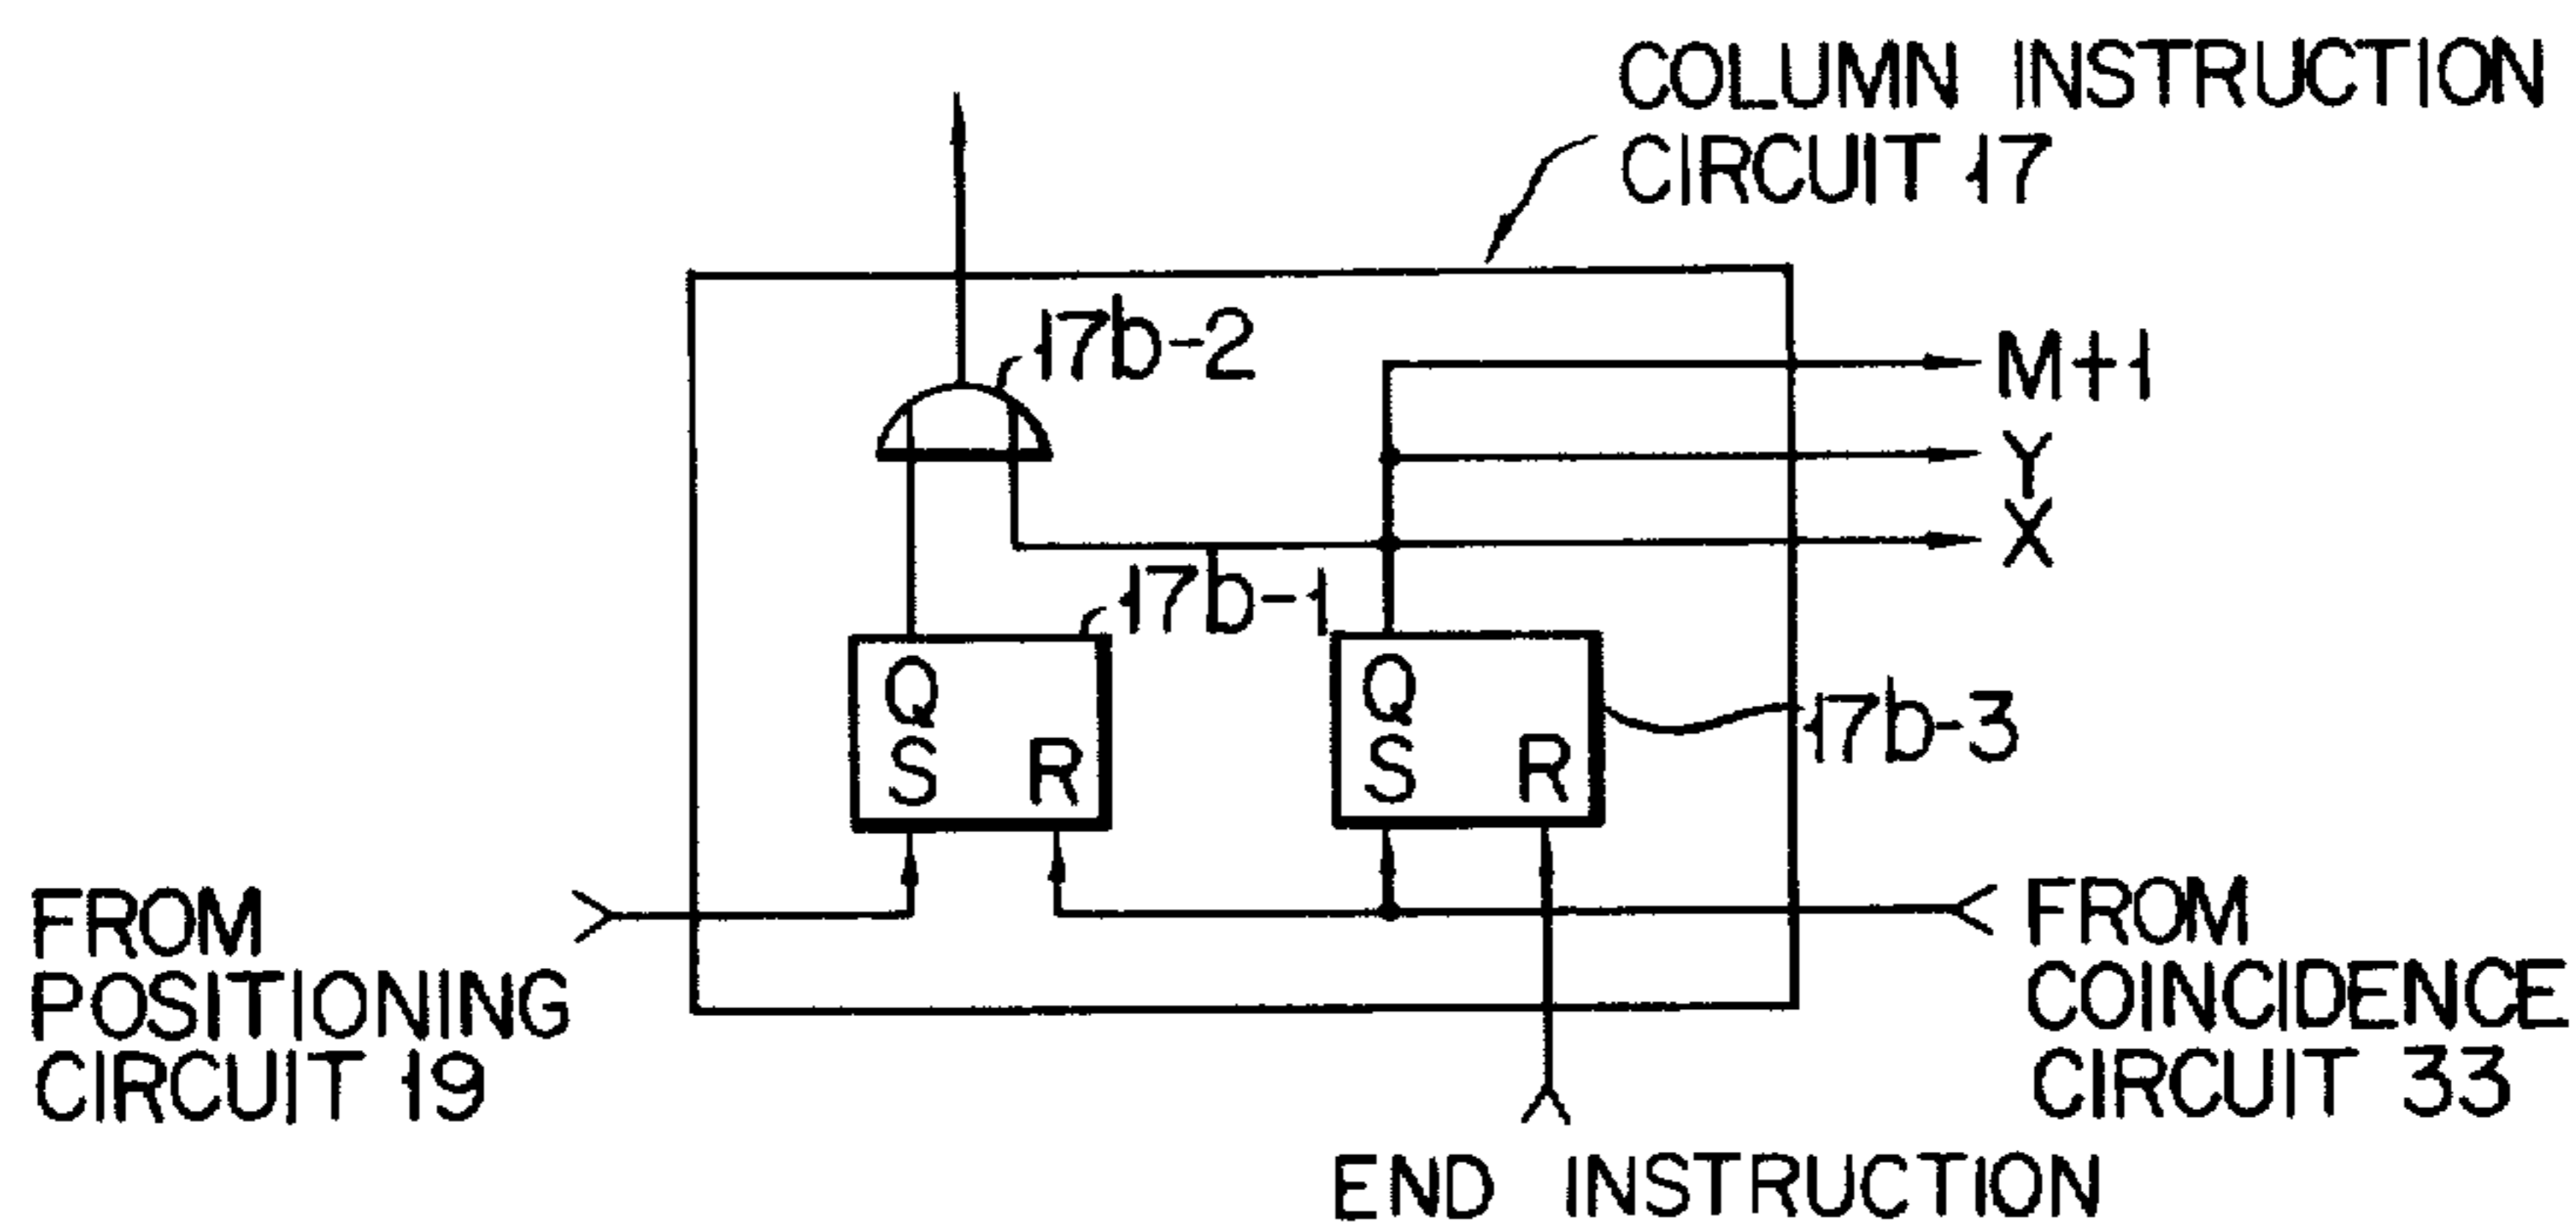 COLUMN INSTRUCTION
CIRCUIT 17
17b-2
M+1
Y
X
17b-1
17b-3
Q
S R
Q
S R
FROM
POSITIONING
CIRCUIT 19
FROM
COINCIDENCE
CIRCUIT 33
END INSTRUCTION